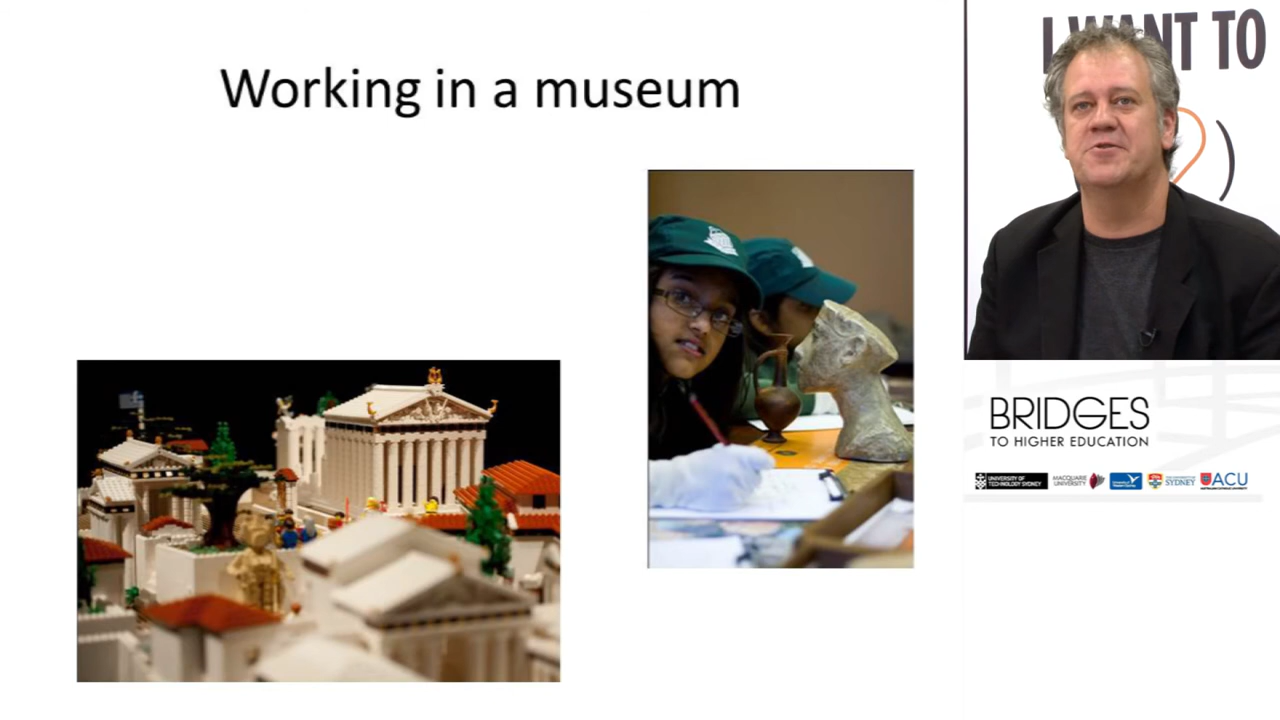 Working in a museum
I WANT TO
BRIDGES
TO HIGHER EDUCATION
UNIVERSITY OF
TECHNOLOGY SYDNEY
MACQUARIE
UNIVERSITY
SYDNEY
ACU